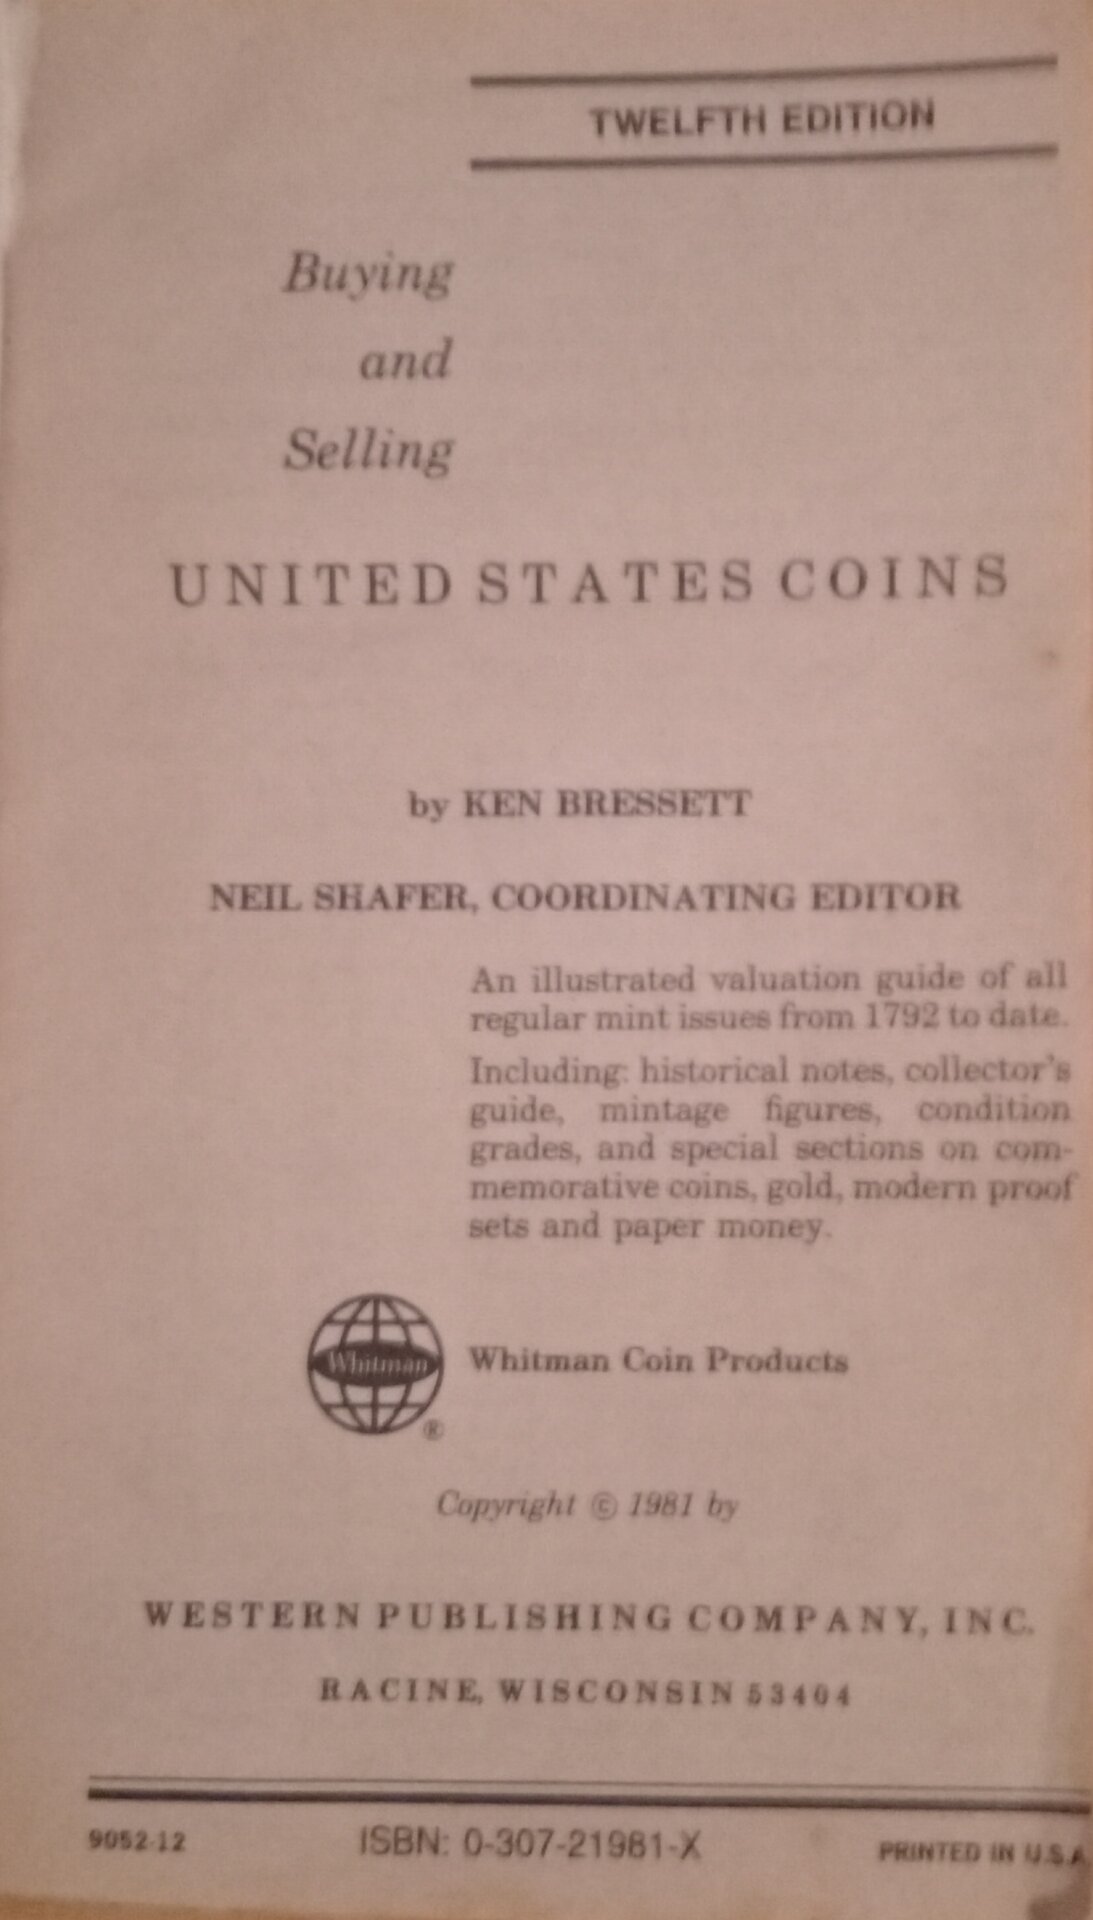 TWELFTH EDITION
Buying
and
Selling
UNITED STATES COINS
by KEN BRESSETT
NEIL SHAFER, COORDINATING EDITOR
An illustrated valuation guide of all
regular mint issues from 1792 to date.
Including: historical notes, collector's
guide, mintage figures, condition
grades, and special sections on com-
memorative coins, gold, modern proof
sets and paper money.
Whitman ®
Whitman Coin Products
Copyright © 1981 by
WESTERN PUBLISHING COMPANY, INC.
RACINE, WISCONSIN 53404
9052-12 ISBN: 0-307-21981-X PRINTED IN U.S.A